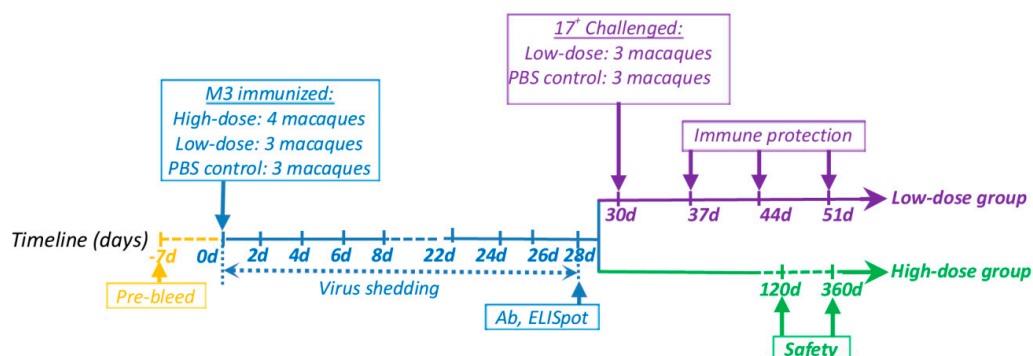 17⁺ Challenged:
Low-dose: 3 macaques
PBS control: 3 macaques
M3 immunized:
High-dose: 4 macaques
Low-dose: 3 macaques
PBS control: 3 macaques
Immune protection
30d 37d 44d 51d
Low-dose group
Timeline (days)
-7d 0d 2d 4d 6d 8d 22d 24d 26d 28d
Pre-bleed
Virus shedding
Ab, ELISpot
High-dose group
120d 360d
Safety